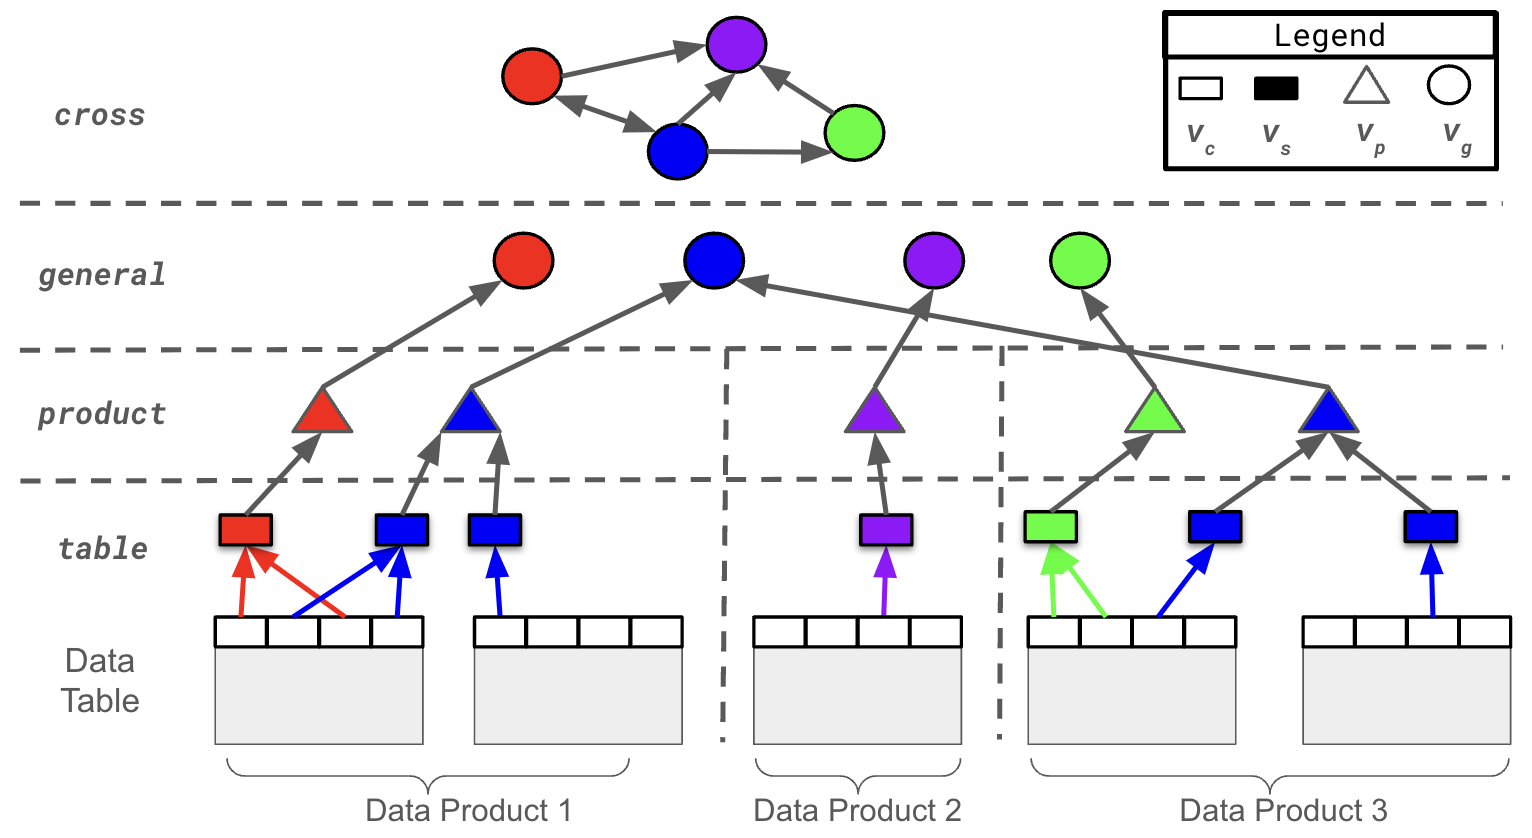 Legend
v_c v_s v_p v_g
cross
general
product
table
Data
Table
Data Product 1 Data Product 2 Data Product 3